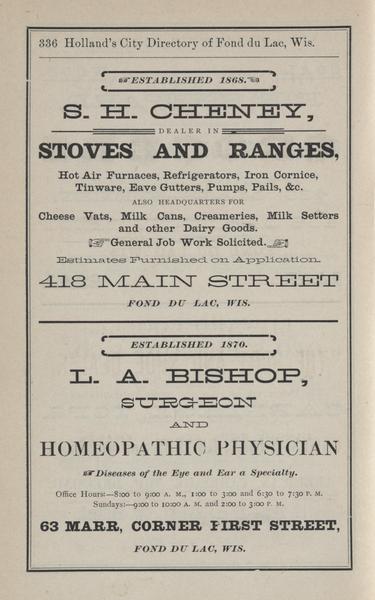 336 Holland's City Directory of Fond du Lac, Wis.
☞ESTABLISHED 1868.☜
S. H. CHENEY,
DEALER IN
STOVES AND RANGES,
Hot Air Furnaces, Refrigerators, Iron Cornice,
Tinware, Eave Gutters, Pumps, Pails, &c.
ALSO HEADQUARTERS FOR
Cheese Vats, Milk Cans, Creameries, Milk Setters
and other Dairy Goods.
☞General Job Work Solicited.☜
Estimates Furnished on Application.
418 MAIN STREET
FOND DU LAC, WIS.
ESTABLISHED 1870.
L. A. BISHOP,
SURGEON
AND
HOMEOPATHIC PHYSICIAN
☞Diseases of the Eye and Ear a Specialty.
Office Hours:—8:00 to 9:00 A. M., 1:00 to 3:00 and 6:30 to 7:30 P. M.
Sundays:—9:00 to 10:00 A. M. and 2:00 to 3:00 P. M.
63 MARR, CORNER FIRST STREET,
FOND DU LAC, WIS.